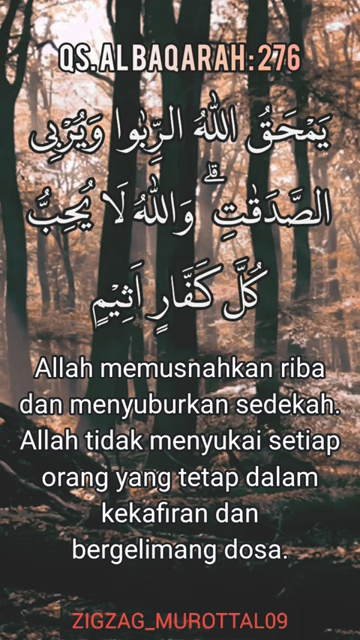 QS. AL BAQARAH : 276
يَمْحَقُ اللّٰهُ الرِّبٰوا وَيُرْبِى
الصَّدَقٰتِ ۗ وَاللّٰهُ لَا يُحِبُّ
كُلَّ كَفَّارٍ اَثِيْمٍ
Allah memusnahkan riba
dan menyuburkan sedekah.
Allah tidak menyukai setiap
orang yang tetap dalam
kekafiran dan
bergelimang dosa.
ZIGZAG_MUROTTAL09